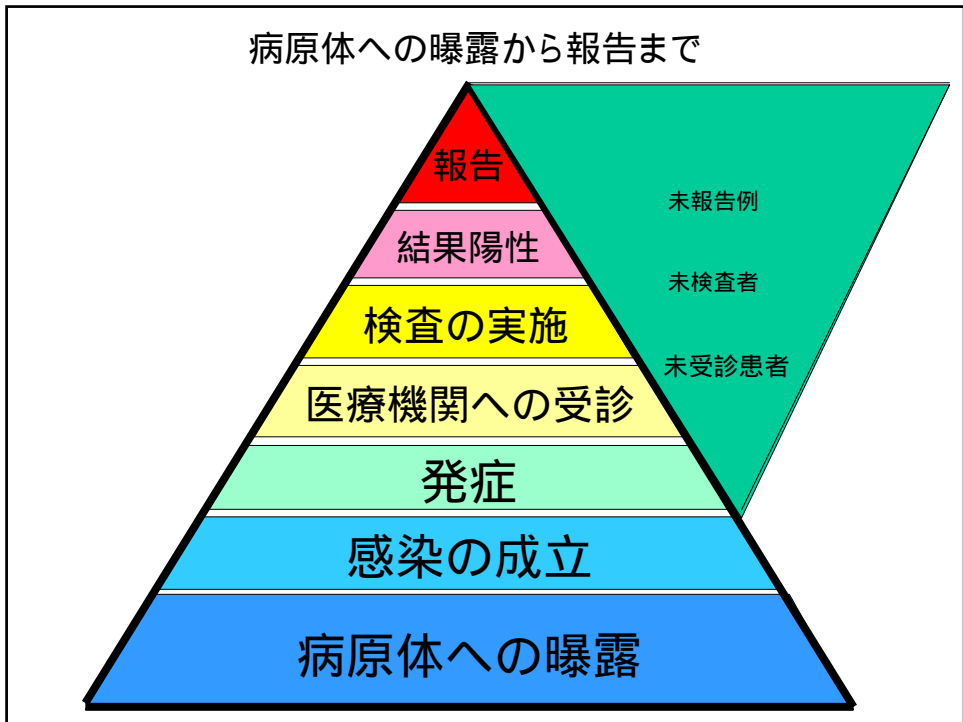 病原体への曝露から報告まで
報告
未報告例
結果陽性
未検査者
検査の実施
未受診患者
医療機関への受診
発症
感染の成立
病原体への曝露